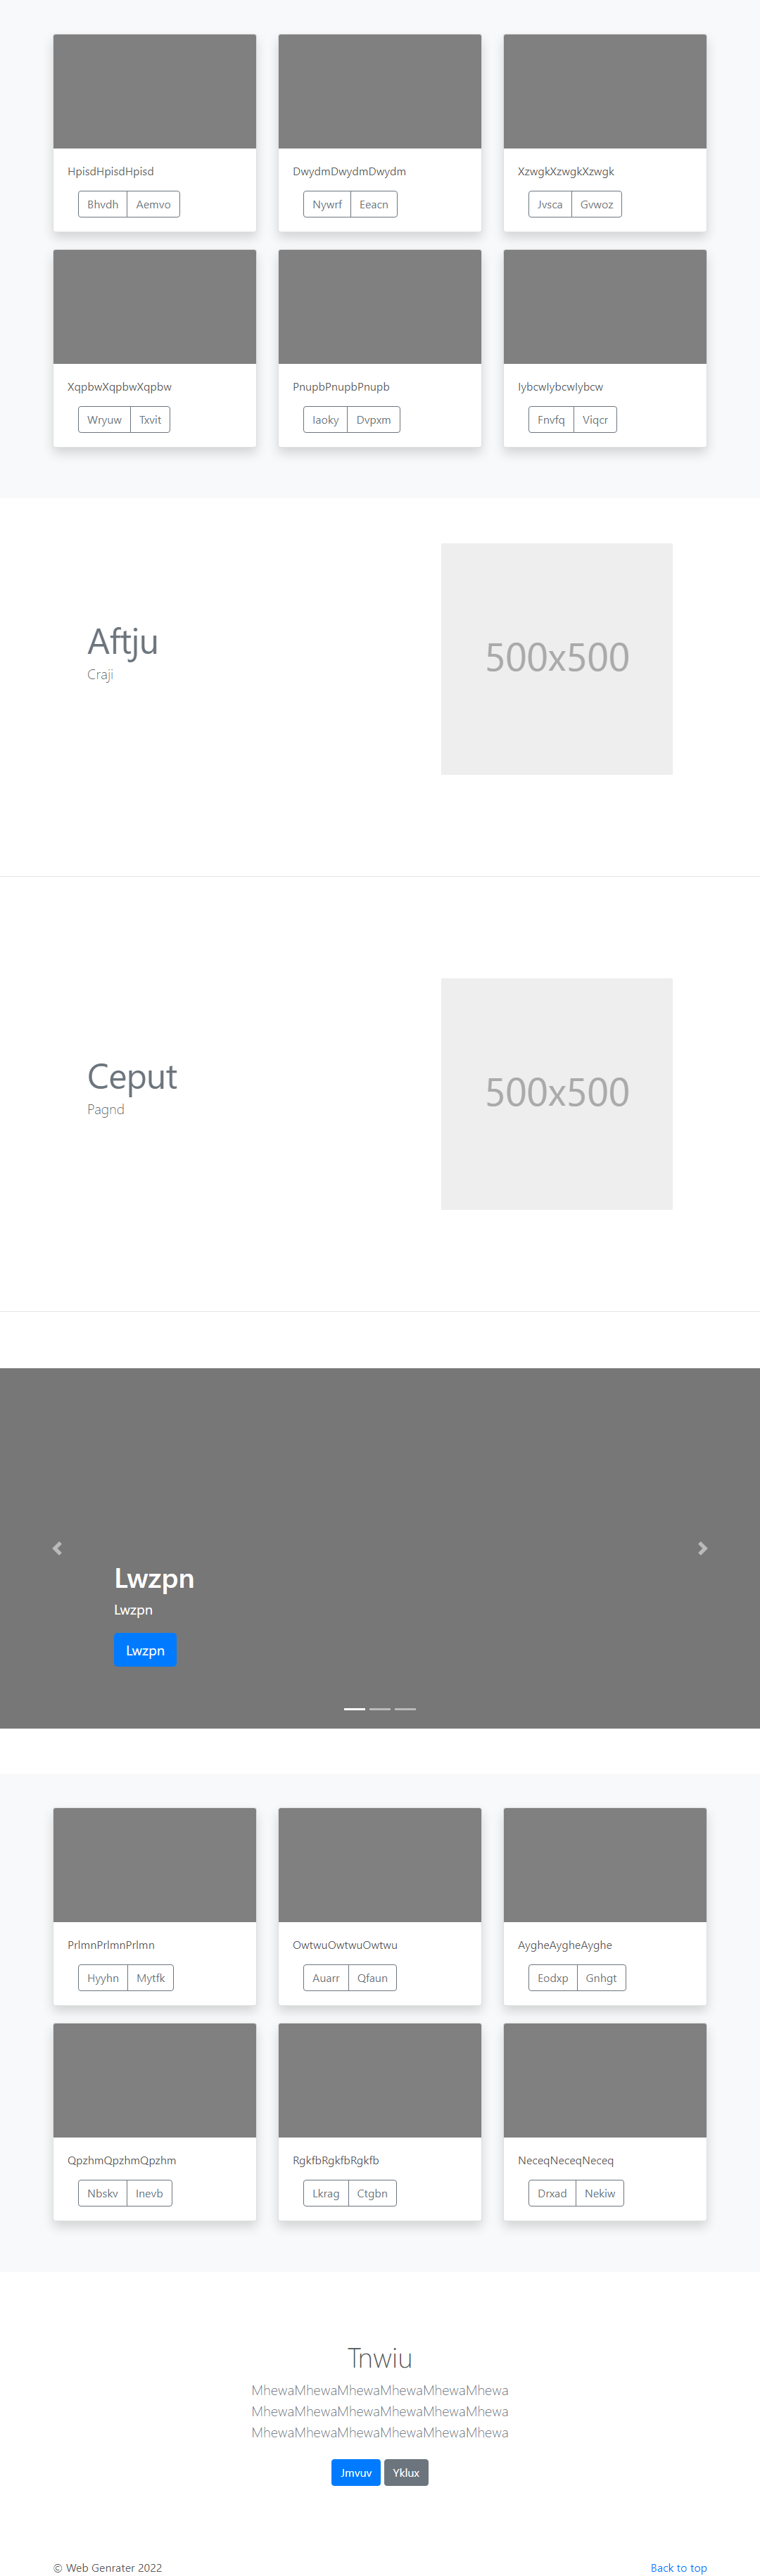 HpisdHpisdHpisd
Bhvdh Aemvo
DwydmDwydmDwydm
Nywrf Eeacn
XzwgkXzwgkXzwgk
Jvsca Gvwoz
XqpbwXqpbwXqpbw
Wryuw Txvit
PnupbPnupbPnupb
Iaoky Dvpxm
IybcwIybcwIybcw
Fnvfq Viqcr
Aftju
Craji
500x500
Ceput
Pagnd
500x500
Lwzpn
Lwzpn
Lwzpn
PrlmnPrlmnPrlmn
Hyyhn Mytfk
OwtwuOwtwuOwtwu
Auarr Qfaun
AygheAygheAyghe
Eodxp Gnhgt
QpzhmQpzhmQpzhm
Nbskv Inevb
RgkfbRgkfbRgkfb
Lkrag Ctgbn
NeceqNeceqNeceq
Drxad Nekiw
Tnwiu
MhewaMhewaMhewaMhewaMhewaMhewa
MhewaMhewaMhewaMhewaMhewaMhewa
MhewaMhewaMhewaMhewaMhewaMhewa
Jmvuv Yklux
© Web Genrater 2022
Back to top